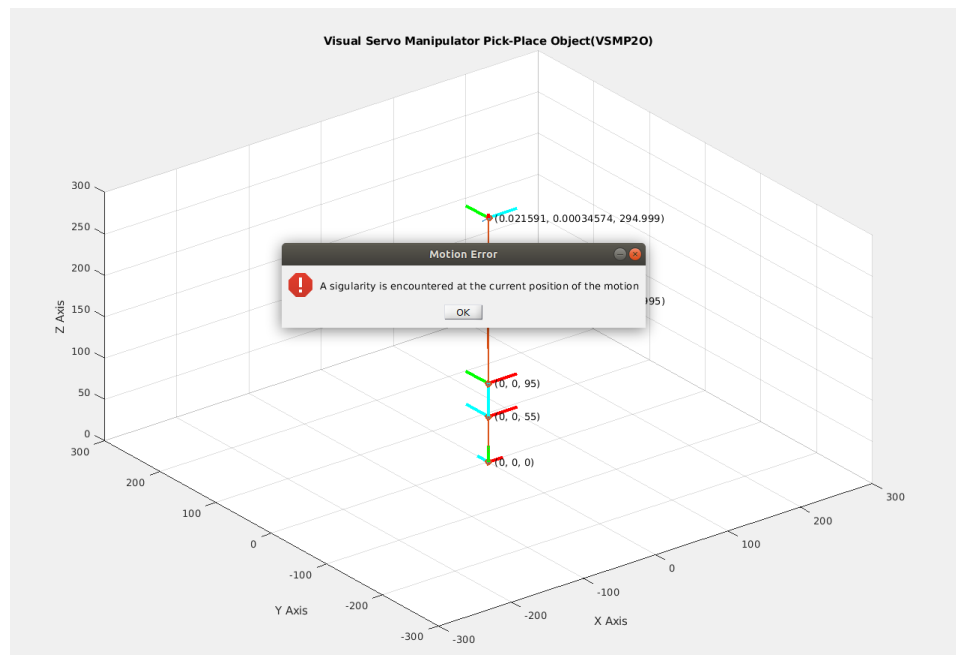 Visual Servo Manipulator Pick-Place Object(VSMP2O)
300
250
200
150
100
50
0
Z Axis
(0.021591, 0.00034574, 294.999)
Motion Error
A sigularity is encountered at the current position of the motion
OK
995)
(0, 0, 95)
(0, 0, 55)
(0, 0, 0)
300
200
100
0
-100
-200
-300
Y Axis
-300
-200
-100
0
100
200
300
X Axis